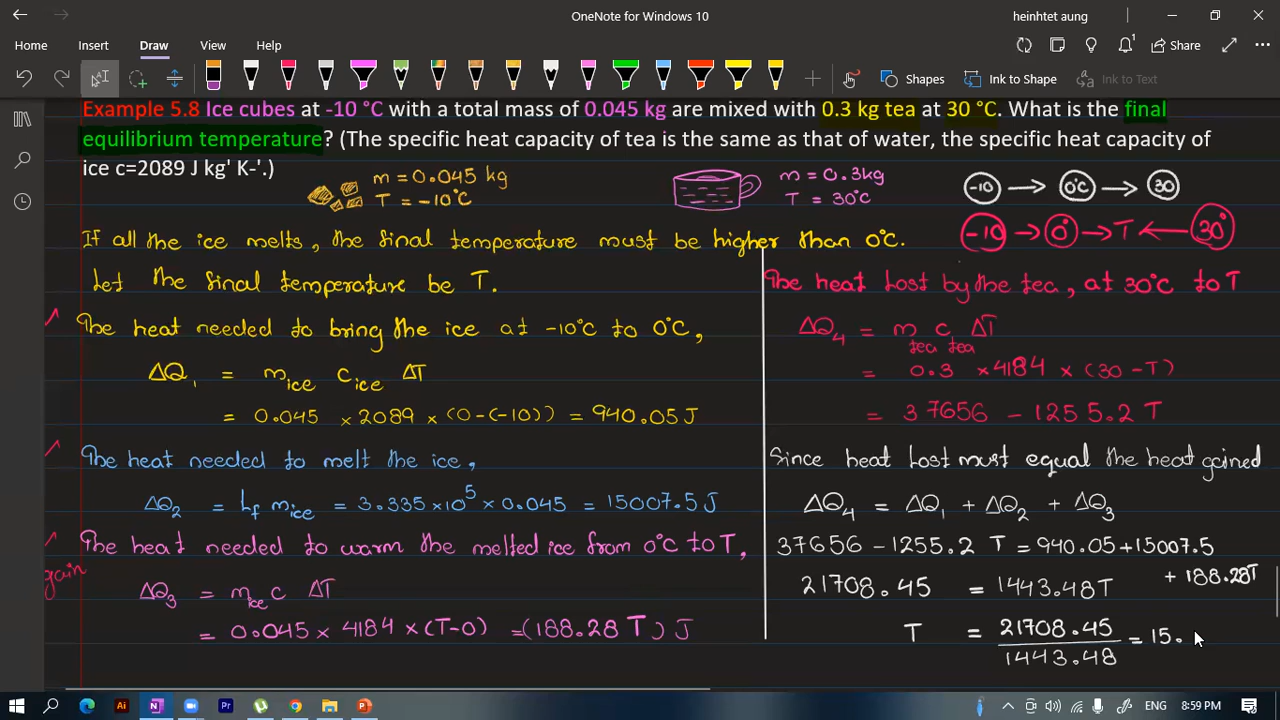 OneNote for Windows 10
heinhtet aung
Home Insert Draw View Help
Share
Shapes Ink to Shape Ink to Text
Example 5.8 Ice cubes at -10 °C with a total mass of 0.045 kg are mixed with 0.3 kg tea at 30 °C. What is the final
equilibrium temperature? (The specific heat capacity of tea is the same as that of water, the specific heat capacity of
ice c=2089 J kg' K-'.)
m = 0.045 kg
T = -10°C
m = 0.3kg
T = 30°C
-10 → 0°C → 30
-10 → 0° → T ← 30°
If all the ice melts, the final temperature must be higher than 0°C.
Let the final temperature be T.
The heat needed to bring the ice at -10°C to 0°C,
ΔQ₁ = m ice c ice ΔT
= 0.045 × 2089 × (0-(-10)) = 940.05 J
The heat needed to melt the ice,
ΔQ₂ = Lf m ice = 3.335×10⁵ × 0.045 = 15007.5 J
The heat needed to warm the melted ice from 0°C to T,
gain
ΔQ₃ = m ice c ΔT
= 0.045 × 4184 × (T-0) = (188.28 T) J
The heat lost by the tea, at 30°C to T
ΔQ₄ = m tea c tea ΔT
= 0.3 × 4184 × (30 - T)
= 37656 - 1255.2 T
Since heat lost must equal the heat gained
ΔQ₄ = ΔQ₁ + ΔQ₂ + ΔQ₃
37656 - 1255.2 T = 940.05 + 15007.5
+ 188.28T
21708.45 = 1443.48T
T = 21708.45 / 1443.48 = 15.
Ai
Pr
N
P
ENG 8:59 PM